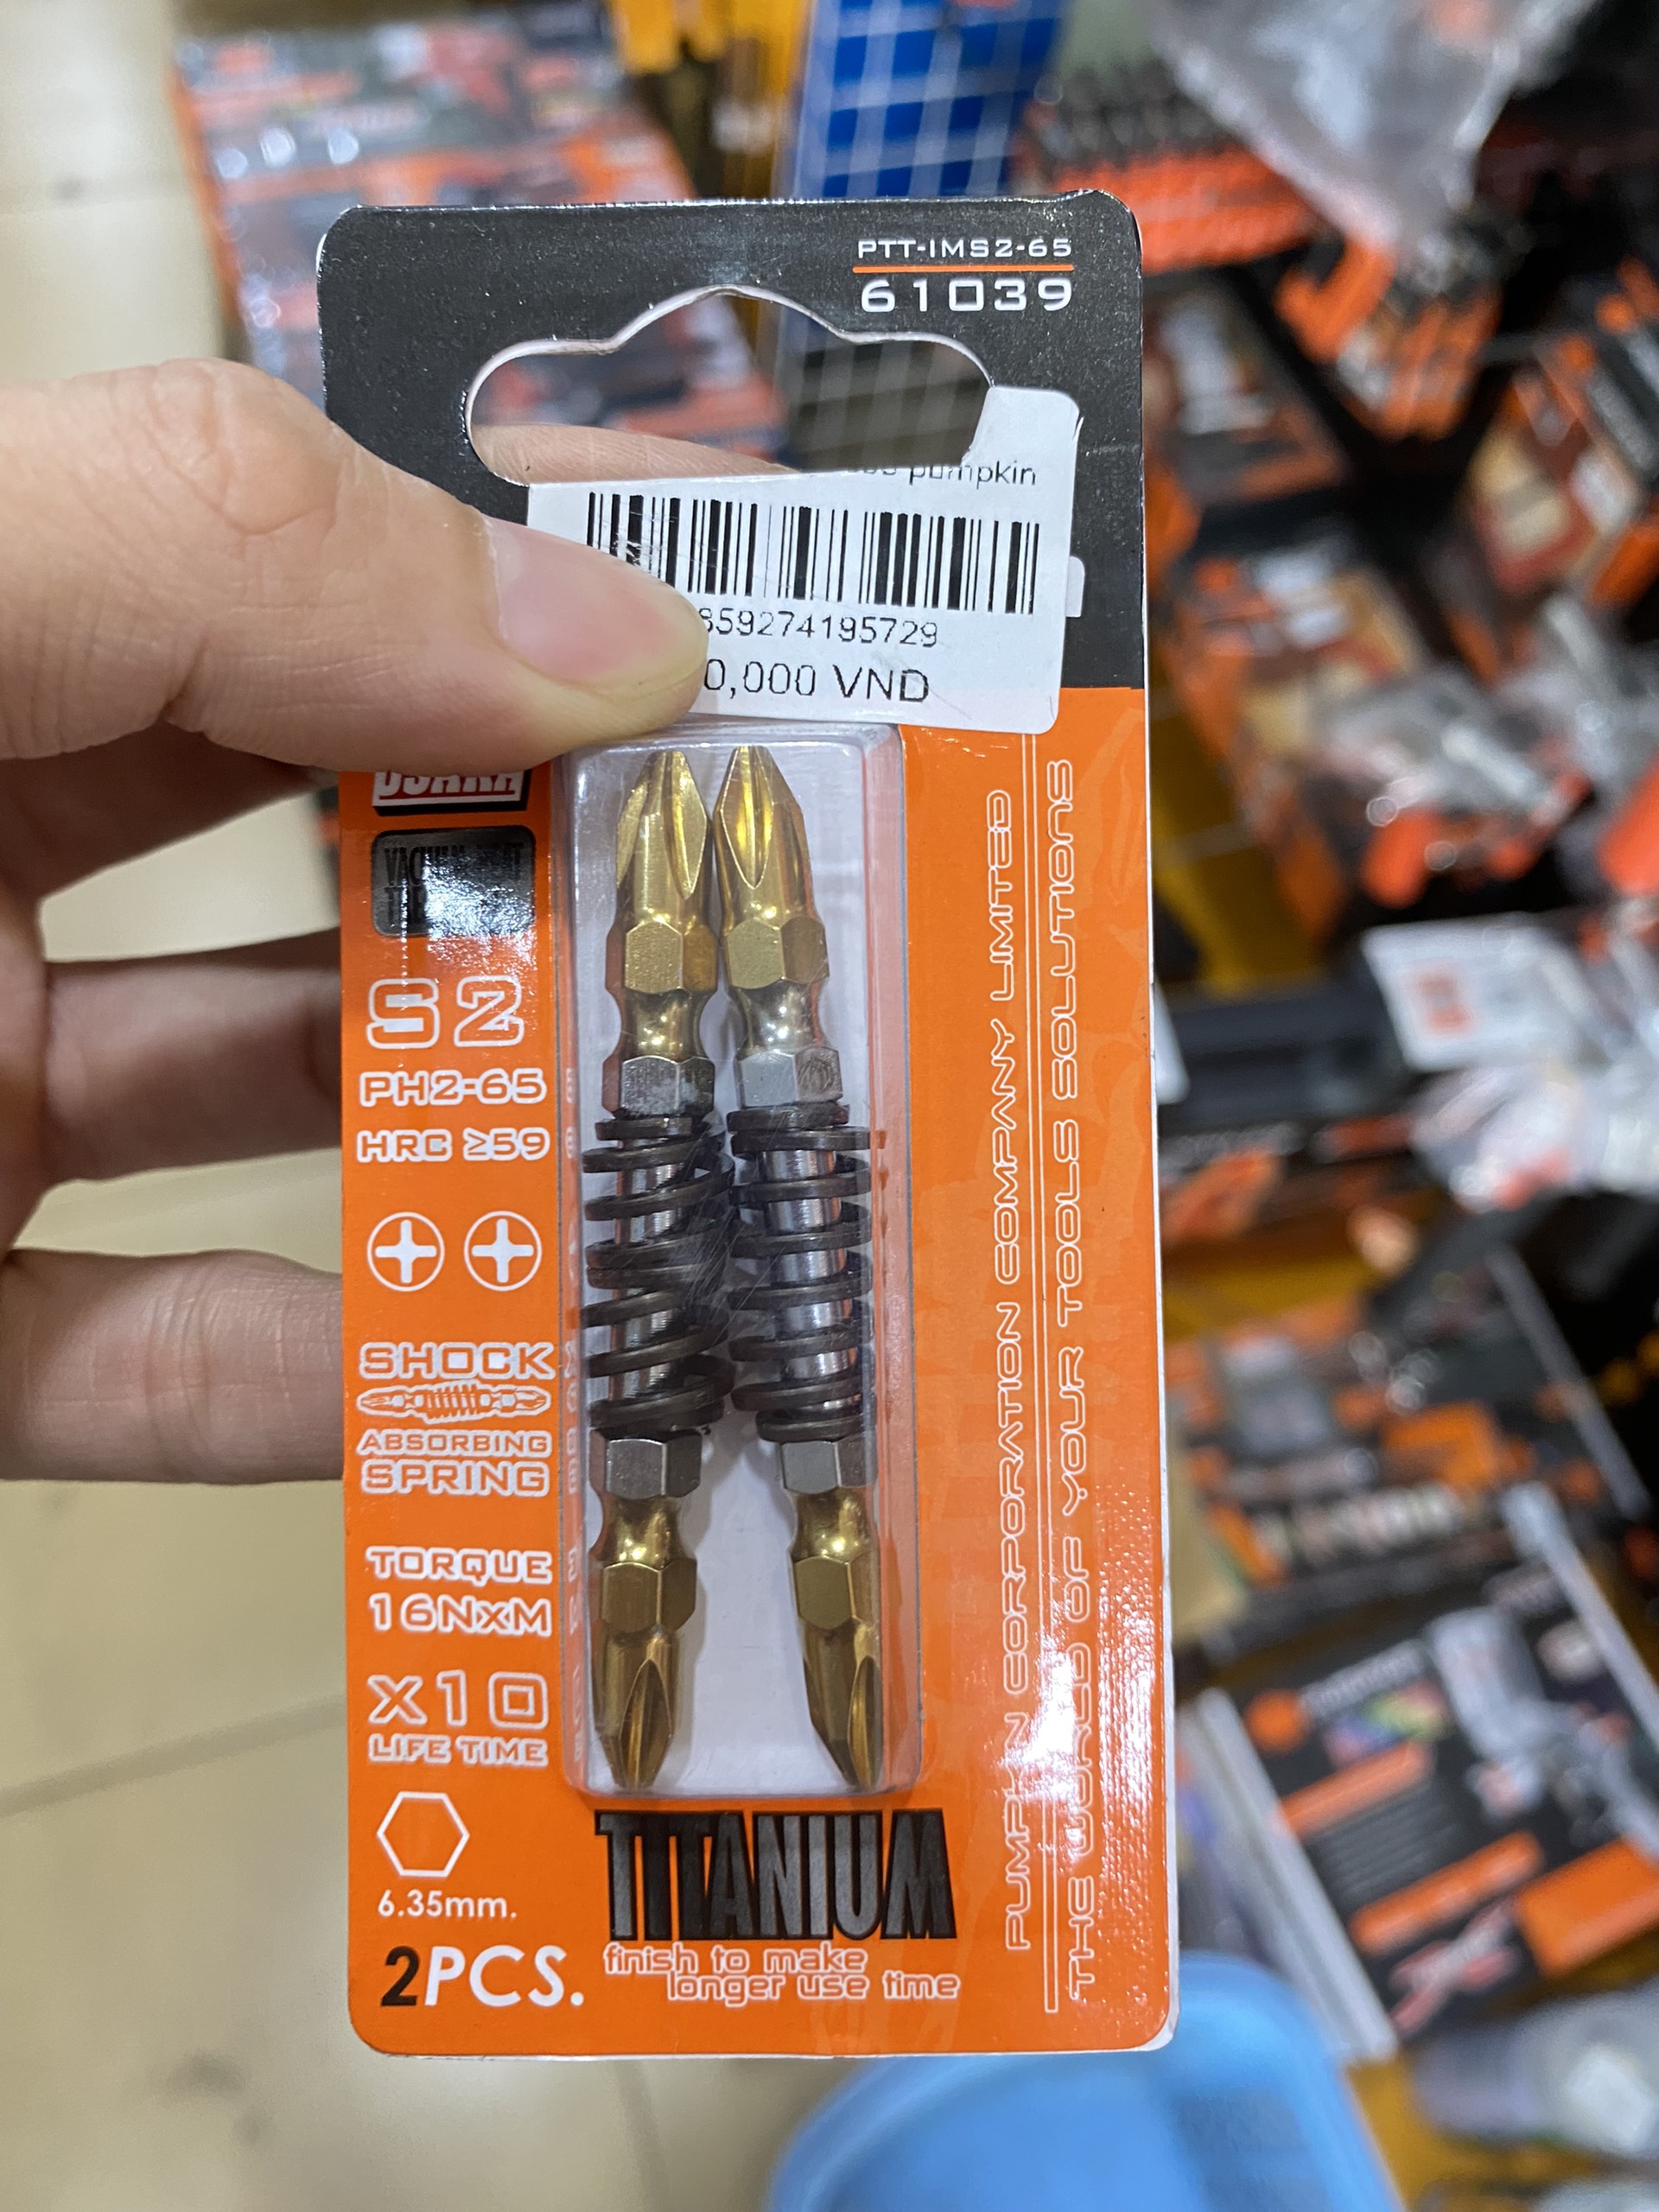 PTT-IMS2-65
61039
pumpkin
859274195729
0,000 VND
S2
PH2-65
HRC ≥59
SHOCK
ABSORBING
SPRING
TORQUE
16NxM
X10
LIFE TIME
6.35mm.
2PCS.
TITANIUM
finish to make
longer use time
PUMPKIN CORPORATION COMPANY LIMITED
THE WORLD OF YOUR TOOLS SOLUTIONS